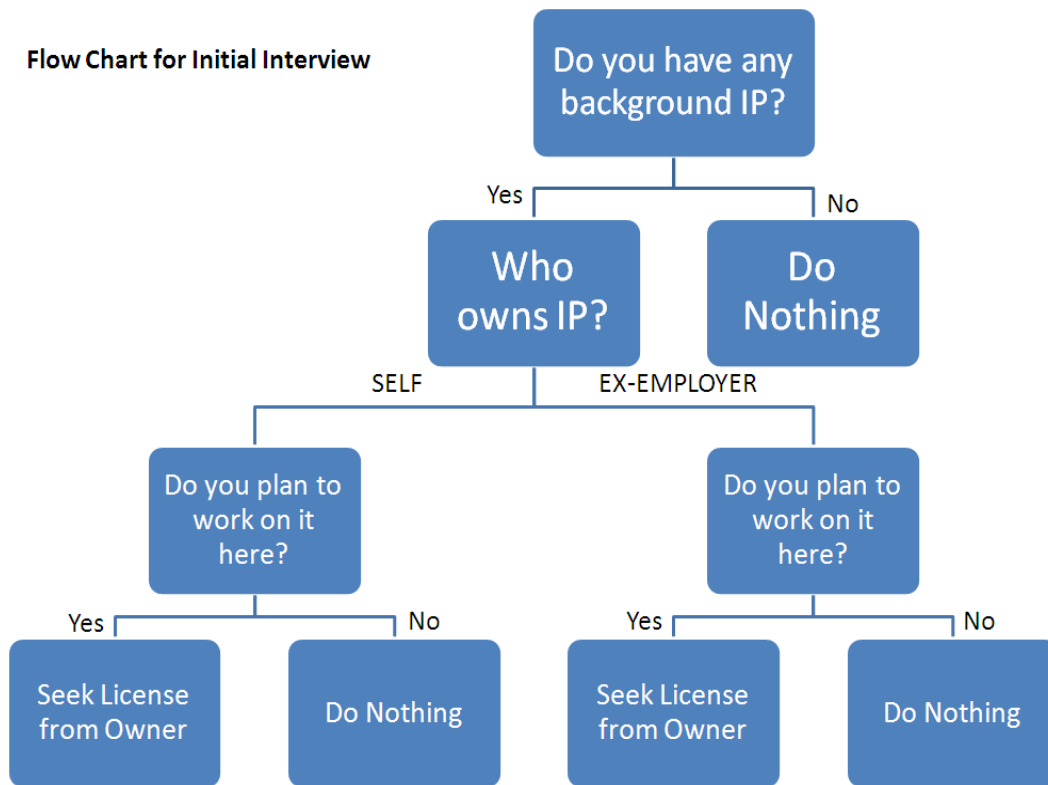 Flow Chart for Initial Interview
Do you have any
background IP?
Yes
No
Who
owns IP?
Do
Nothing
SELF
EX-EMPLOYER
Do you plan to
work on it
here?
Do you plan to
work on it
here?
Yes
No
Yes
No
Seek License
from Owner
Do Nothing
Seek License
from Owner
Do Nothing